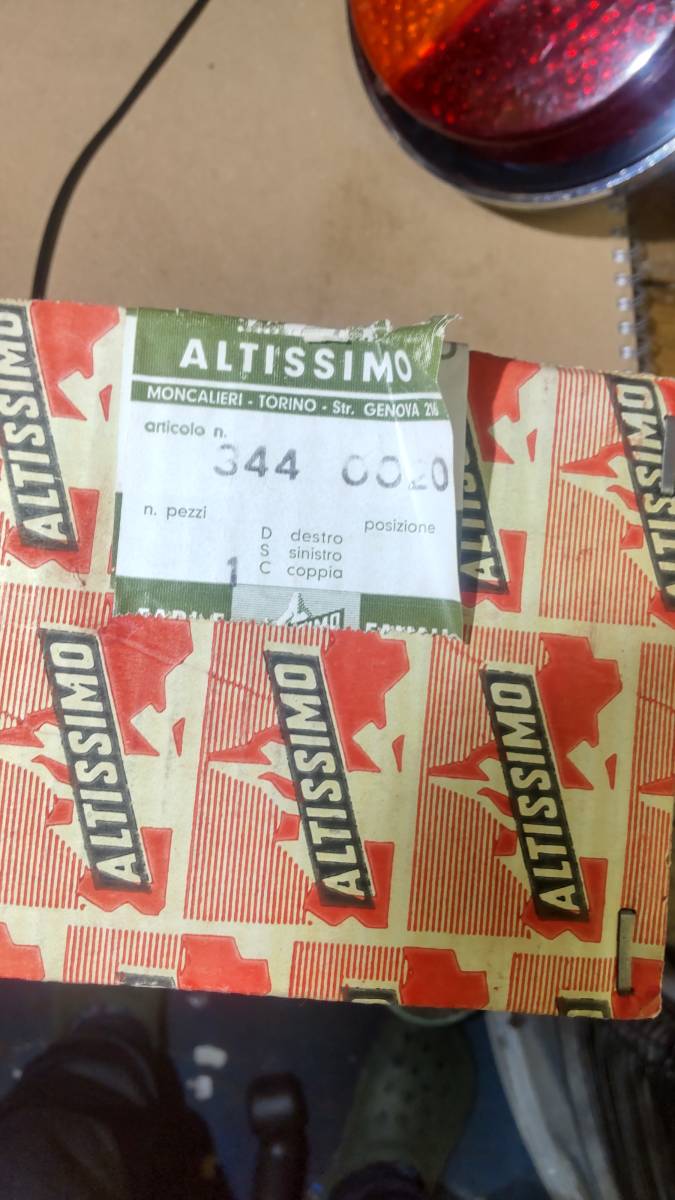 ALTISSIMO
MONCALIERI - TORINO - Str. GENOVA
articolo n.
344 0020
n. pezzi
posizione
D destro
S sinistro
1 C coppia
ALTISSIMO
ALTISSIMO
ALTISSIMO
ALTISSIMO
ALTISSIMO
ALTISSIMO